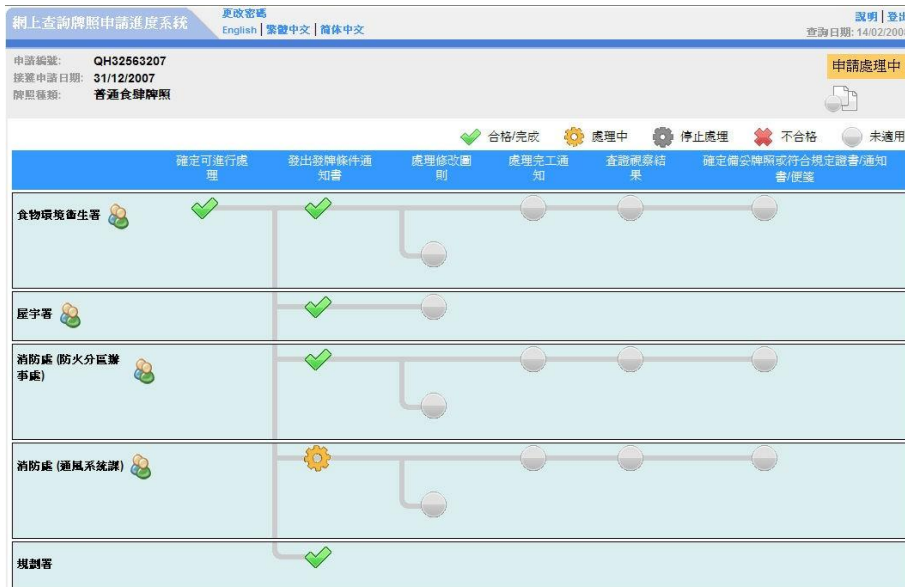 網上查詢牌照申請進度系統
更改密碼
English | 繁體中文 | 简体中文
說明 | 登出
查詢日期: 14/02/2008
申請編號: QH32563207
接獲申請日期: 31/12/2007
牌照種類: 普通食肆牌照
申請處理中
合格/完成 處理中 停止處理 不合格 未適用
確定可進行處理
發出發牌條件通知書
處理修改圖則
處理完工通知
查證視察結果
確定備妥牌照或符合規定證書/通知書/便箋
食物環境衞生署
屋宇署
消防處 (防火分區辦
事處)
消防處 (通風系統課)
規劃署